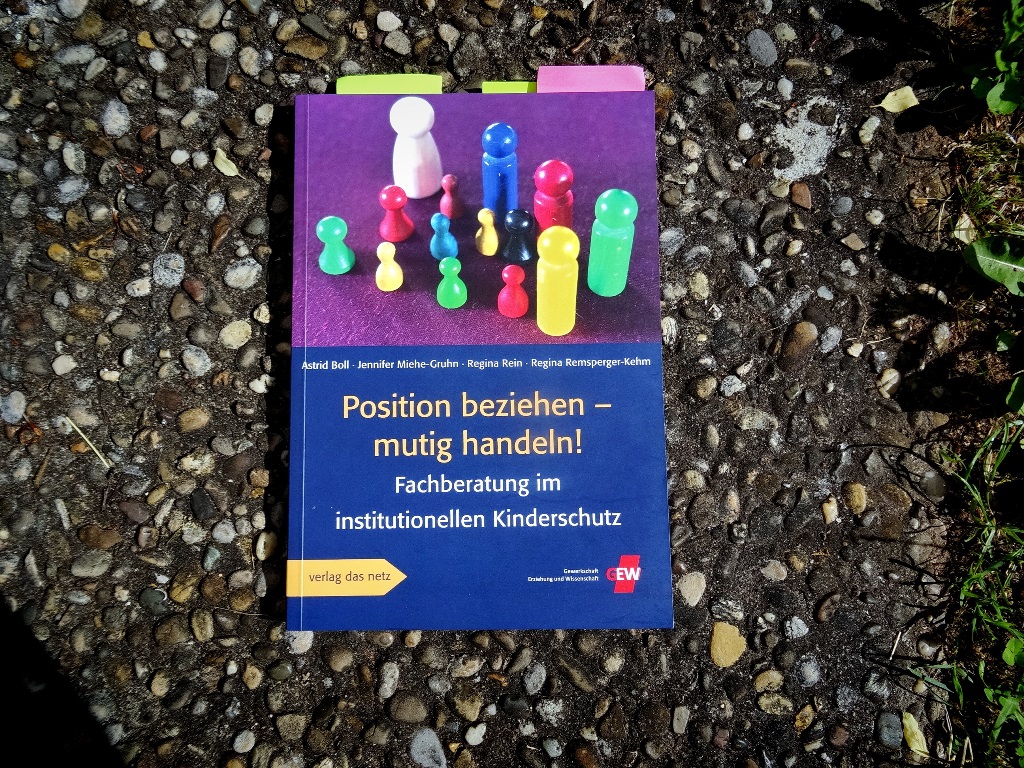 Astrid Boll · Jennifer Miehe-Gruhn · Regina Rein · Regina Remsperger-Kehm
Position beziehen –
mutig handeln!
Fachberatung im
institutionellen Kinderschutz
verlag das netz
Gewerkschaft
Erziehung und Wissenschaft
GEW